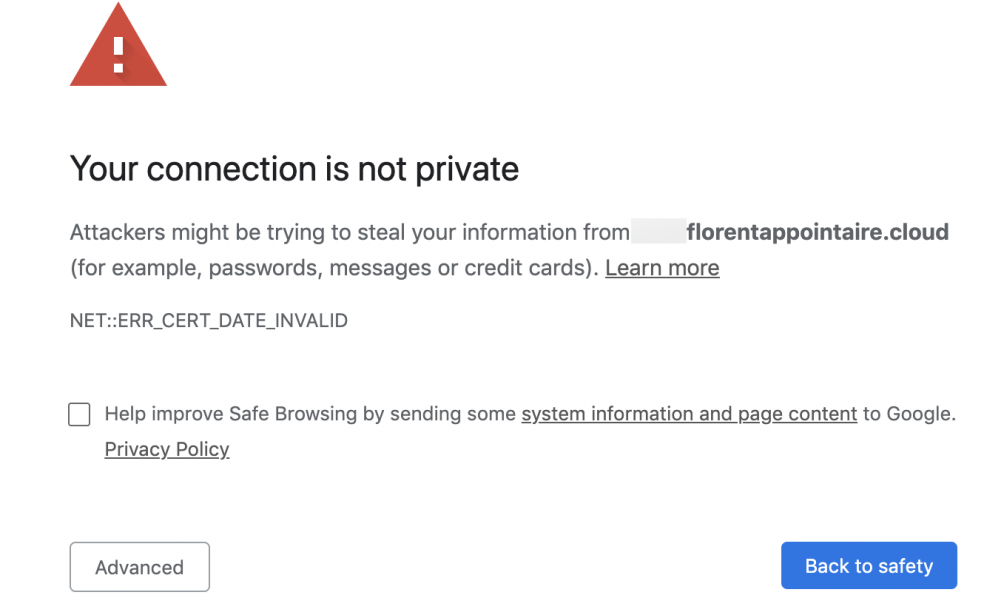 Your connection is not private
Attackers might be trying to steal your information from florentappointaire.cloud
(for example, passwords, messages or credit cards). Learn more
NET::ERR_CERT_DATE_INVALID
Help improve Safe Browsing by sending some system information and page content to Google.
Privacy Policy
Advanced
Back to safety